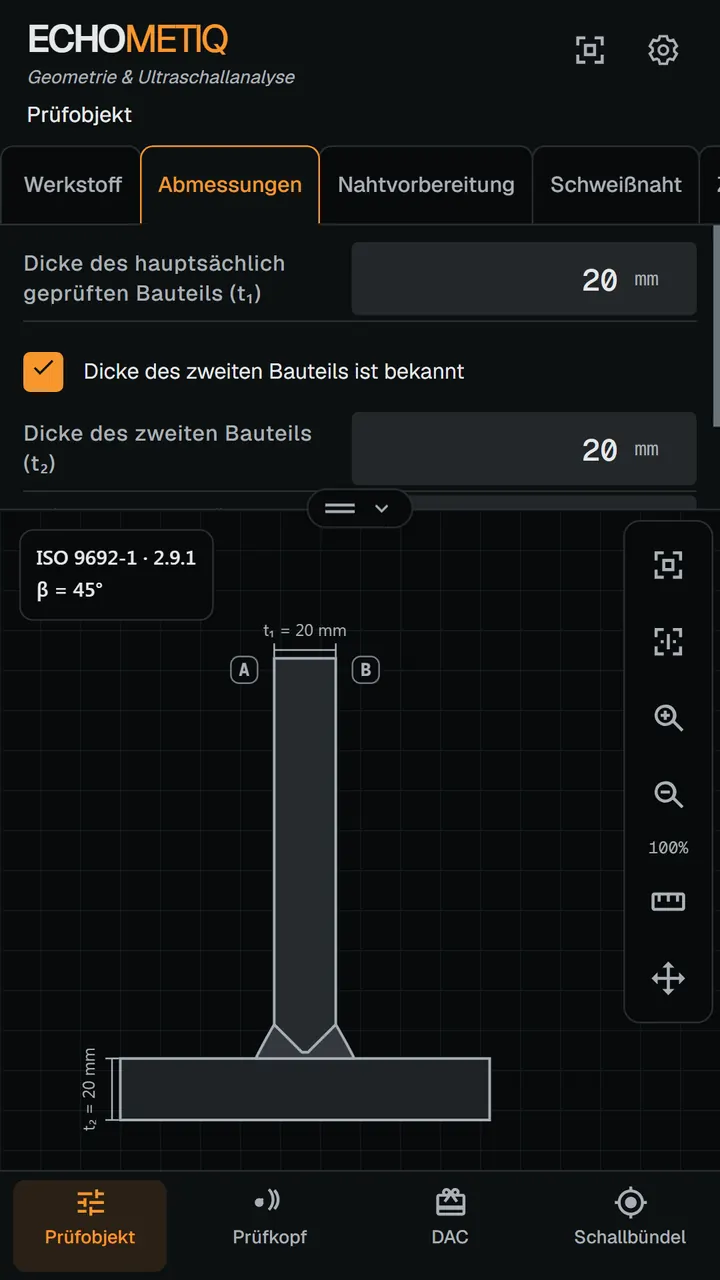 ECHOMETIQ
Geometrie & Ultraschallanalyse
Prüfobjekt
Werkstoff
Abmessungen
Nahtvorbereitung
Schweißnaht
Dicke des hauptsächlich
geprüften Bauteils (t₁)
20 mm
Dicke des zweiten Bauteils ist bekannt
Dicke des zweiten Bauteils
(t₂)
20 mm
ISO 9692-1 · 2.9.1
β = 45°
t₁ = 20 mm
A
B
100%
t₂ = 20 mm
Prüfobjekt
Prüfkopf
DAC
Schallbündel